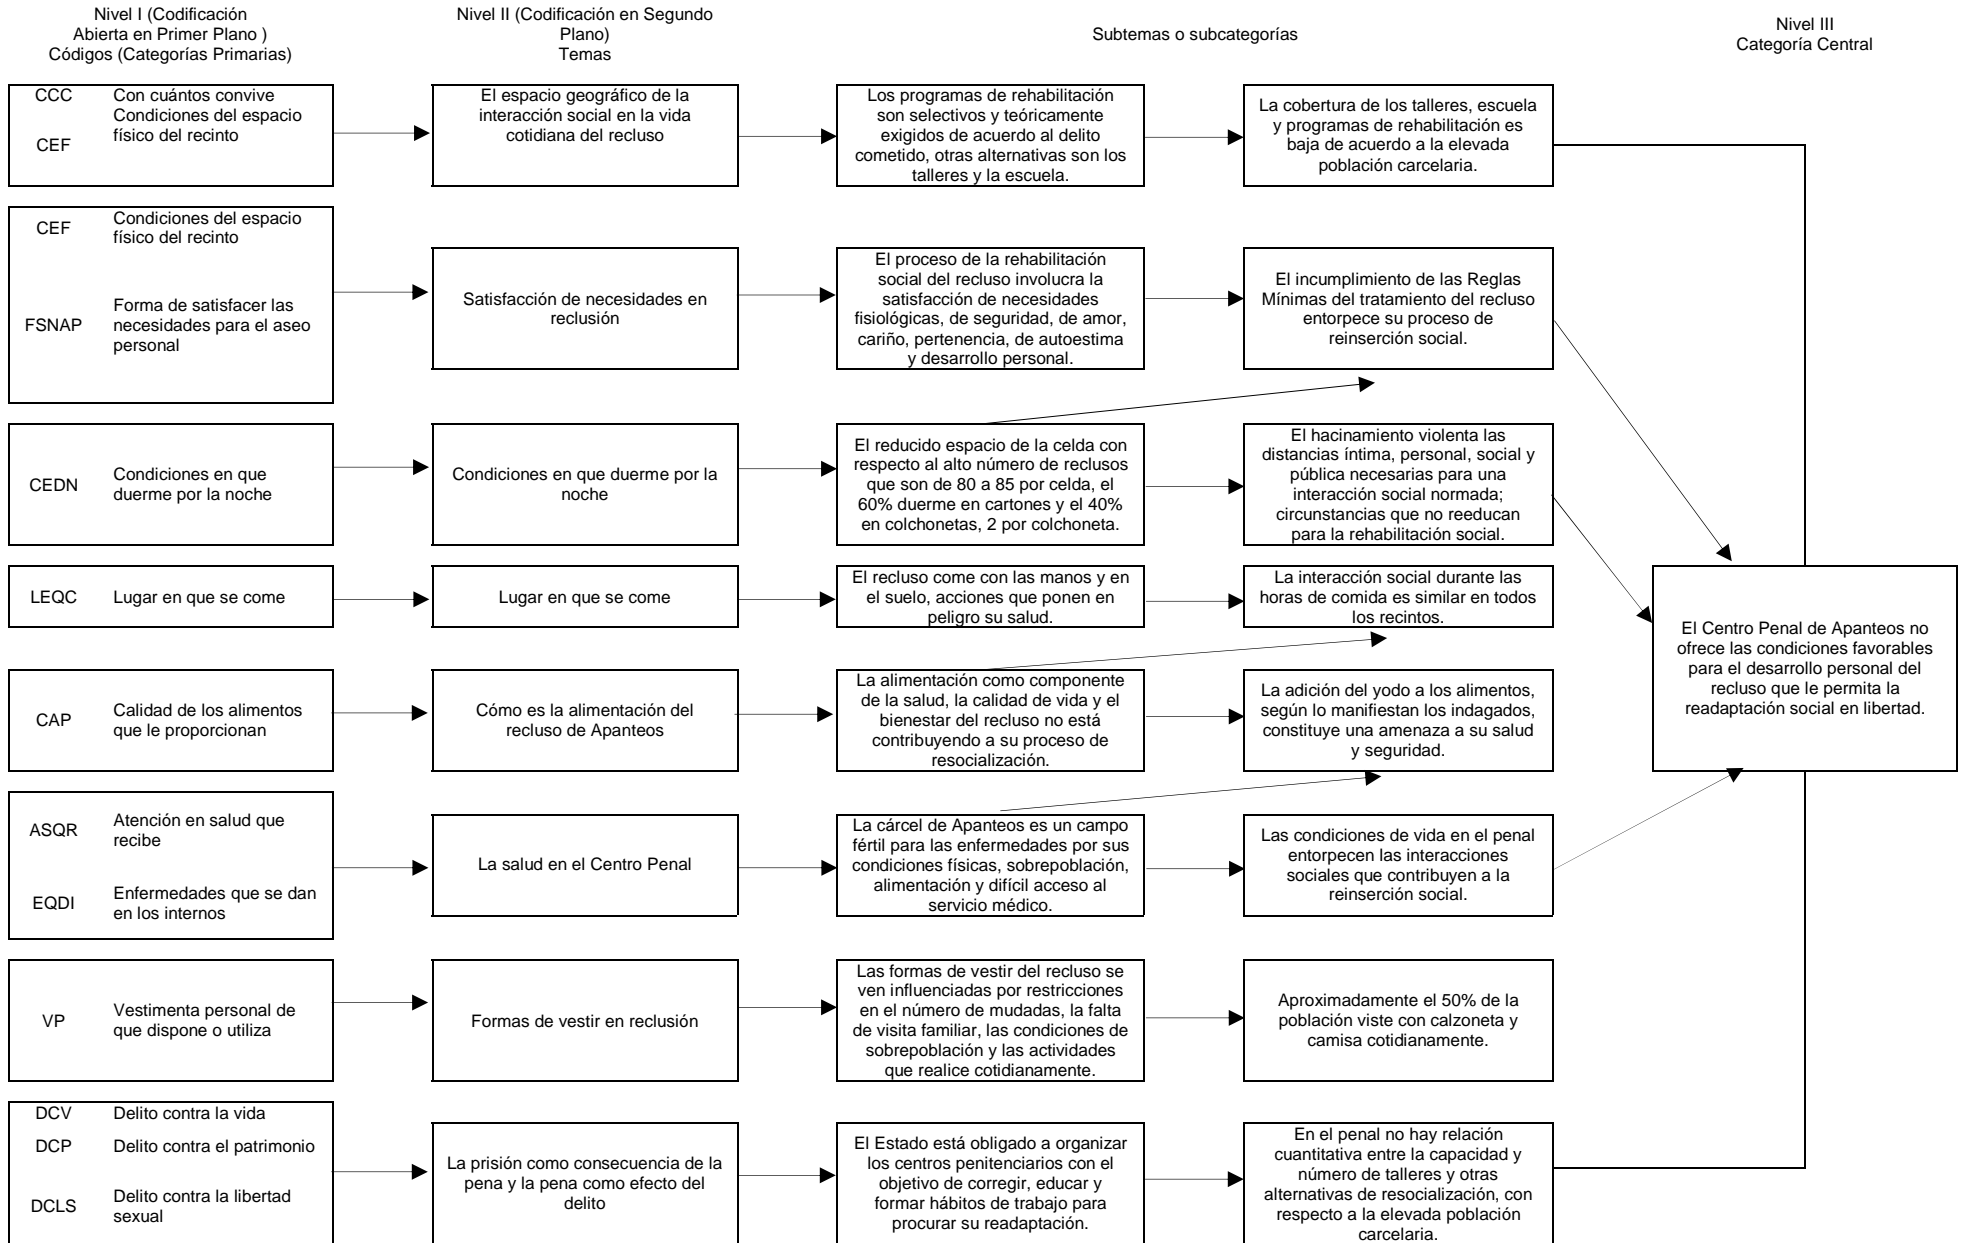 Nivel I (Codificación
Abierta en Primer Plano )
Códigos (Categorías Primarias)
Nivel II (Codificación en Segundo
Plano)
Temas
Subtemas o subcategorías
Nivel III
Categoría Central
CCC
Con cuántos convive
CEF
Condiciones del espacio
físico del recinto
El espacio geográfico de la
interacción social en la vida
cotidiana del recluso
Los programas de rehabilitación
son selectivos y teóricamente
exigidos de acuerdo al delito
cometido, otras alternativas son los
talleres y la escuela.
La cobertura de los talleres, escuela
y programas de rehabilitación es
baja de acuerdo a la elevada
población carcelaria.
CEF
Condiciones del espacio
físico del recinto
FSNAP
Forma de satisfacer las
necesidades para el aseo
personal
Satisfacción de necesidades en
reclusión
El proceso de la rehabilitación
social del recluso involucra la
satisfacción de necesidades
fisiológicas, de seguridad, de amor,
cariño, pertenencia, de autoestima
y desarrollo personal.
El incumplimiento de las Reglas
Mínimas del tratamiento del recluso
entorpece su proceso de
reinserción social.
CEDN
Condiciones en que
duerme por la noche
Condiciones en que duerme por la
noche
El reducido espacio de la celda con
respecto al alto número de reclusos
que son de 80 a 85 por celda, el
60% duerme en cartones y el 40%
en colchonetas, 2 por colchoneta.
El hacinamiento violenta las
distancias íntima, personal, social y
pública necesarias para una
interacción social normada;
circunstancias que no reeducan
para la rehabilitación social.
LEQC
Lugar en que se come
Lugar en que se come
El recluso come con las manos y en
el suelo, acciones que ponen en
peligro su salud.
La interacción social durante las
horas de comida es similar en todos
los recintos.
CAP
Calidad de los alimentos
que le proporcionan
Cómo es la alimentación del
recluso de Apanteos
La alimentación como componente
de la salud, la calidad de vida y el
bienestar del recluso no está
contribuyendo a su proceso de
resocialización.
La adición del yodo a los alimentos,
según lo manifiestan los indagados,
constituye una amenaza a su salud
y seguridad.
El Centro Penal de Apanteos no
ofrece las condiciones favorables
para el desarrollo personal del
recluso que le permita la
readaptación social en libertad.
ASQR
Atención en salud que
recibe
EQDI
Enfermedades que se dan
en los internos
La salud en el Centro Penal
La cárcel de Apanteos es un campo
fértil para las enfermedades por sus
condiciones físicas, sobrepoblación,
alimentación y difícil acceso al
servicio médico.
Las condiciones de vida en el penal
entorpecen las interacciones
sociales que contribuyen a la
reinserción social.
VP
Vestimenta personal de
que dispone o utiliza
Formas de vestir en reclusión
Las formas de vestir del recluso se
ven influenciadas por restricciones
en el número de mudadas, la falta
de visita familiar, las condiciones de
sobrepoblación y las actividades
que realice cotidianamente.
Aproximadamente el 50% de la
población viste con calzoneta y
camisa cotidianamente.
DCV
Delito contra la vida
DCP
Delito contra el patrimonio
DCLS
Delito contra la libertad
sexual
La prisión como consecuencia de la
pena y la pena como efecto del
delito
El Estado está obligado a organizar
los centros penitenciarios con el
objetivo de corregir, educar y
formar hábitos de trabajo para
procurar su readaptación.
En el penal no hay relación
cuantitativa entre la capacidad y
número de talleres y otras
alternativas de resocialización, con
respecto a la elevada población
carcelaria.